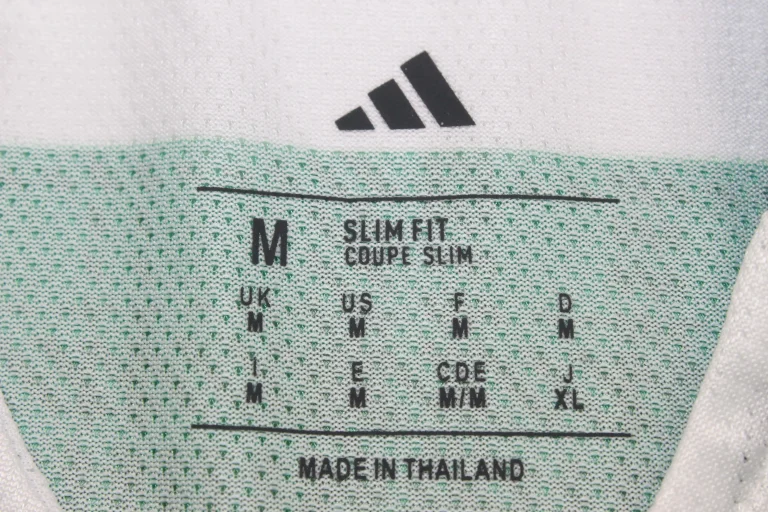 M SLIM FIT
COUPE SLIM
UK US F D
M M M M
I E CDE J
M M M/M XL
MADE IN THAILAND